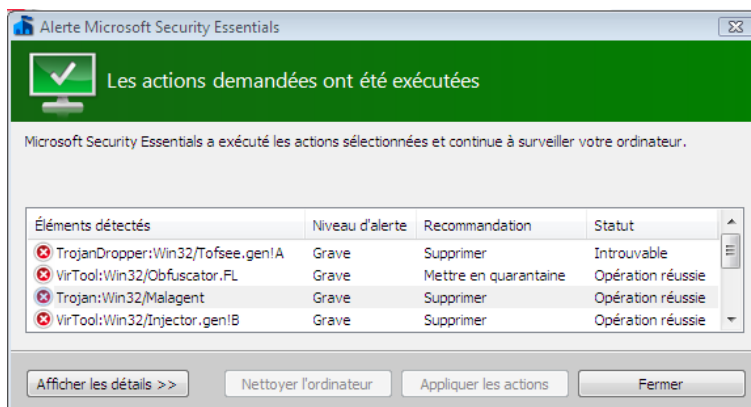 Alerte Microsoft Security Essentials
Les actions demandées ont été exécutées
Microsoft Security Essentials a exécuté les actions sélectionnées et continue à surveiller votre ordinateur.
Éléments détectés Niveau d'alerte Recommandation Statut
TrojanDropper:Win32/Tofsee.gen!A Grave Supprimer Introuvable
VirTool:Win32/Obfuscator.FL Grave Mettre en quarantaine Opération réussie
Trojan:Win32/Malagent Grave Supprimer Opération réussie
VirTool:Win32/Injector.gen!B Grave Supprimer Opération réussie
Afficher les détails >> Nettoyer l'ordinateur Appliquer les actions Fermer